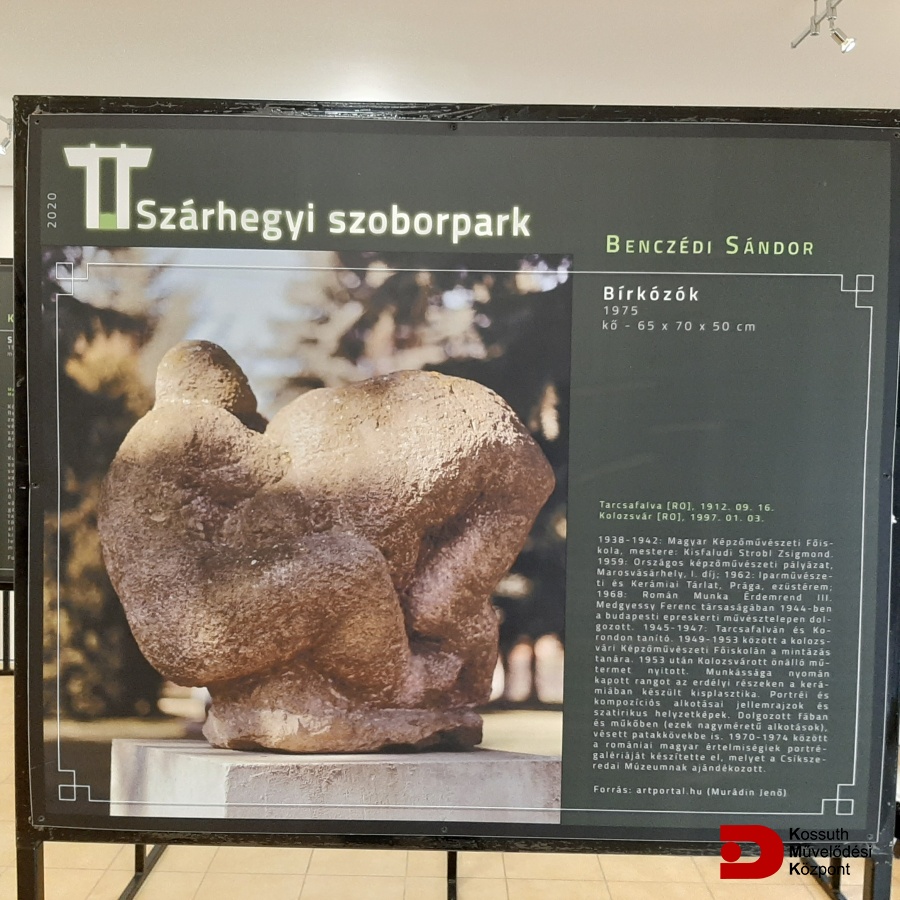 2020
Szárhegyi szoborpark
BENCZÉDI SÁNDOR
Bírkózók
1975
kő - 65 x 70 x 50 cm
Tarcsafalva [RO], 1912. 09. 16.
Kolozsvár [RO], 1997. 01. 03.
1938-1942: Magyar Képzőművészeti Főis-
kola, mestere: Kisfaludi Strobl Zsigmond.
1959: Országos képzőművészeti pályázat,
Marosvásárhely, I. díj; 1962: Iparművésze-
ti és Kerámiai Tárlat, Prága, ezüstérem;
1968: Román Munka Érdemrend III.
Medgyessy Ferenc társaságában 1944-ben
a budapesti epreskerti művésztelepen dol-
gozott. 1945-1947: Tarcsafalván és Ko-
rondon tanító. 1949-1953 között a kolozs-
vári Képzőművészeti Főiskolán a mintázás
tanára. 1953 után Kolozsvárott önálló mű-
termet nyitott. Munkássága nyomán
kapott rangot az erdélyi részeken a kerá-
miában készült kisplasztika. Portréi és
kompozíciós alkotásai jellemrajzok és
szatirikus helyzetképek. Dolgozott fában
és műkőben (ezek nagyméretű alkotások),
vésett patakkövekbe is. 1970-1974 között
a romániai magyar értelmiségiek portré-
galériáját készítette el, melyet a Csíksze-
redai Múzeumnak ajándékozott.
Forrás: artportal.hu (Murádin Jenő)
Kossuth
Művelődési
Központ